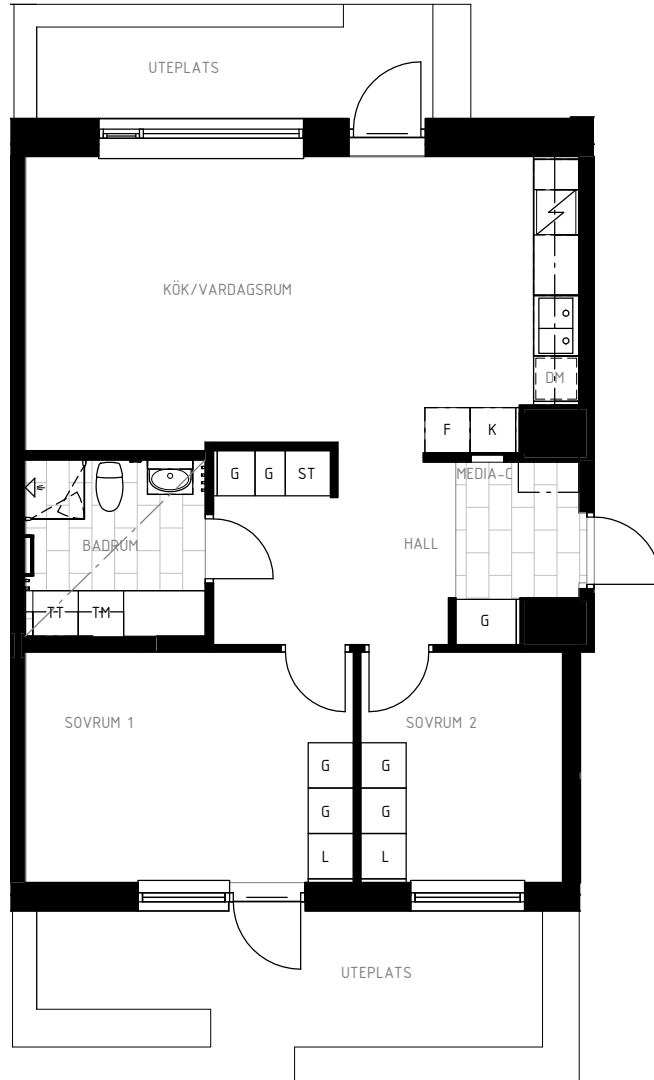 UTEPLATS
KÖK/VARDAGSRUM
DM
F K
G G ST
MEDIA-C
BADRUM
HALL
TT TM
G
SOVRUM 1
SOVRUM 2
G G
G G
L L
UTEPLATS